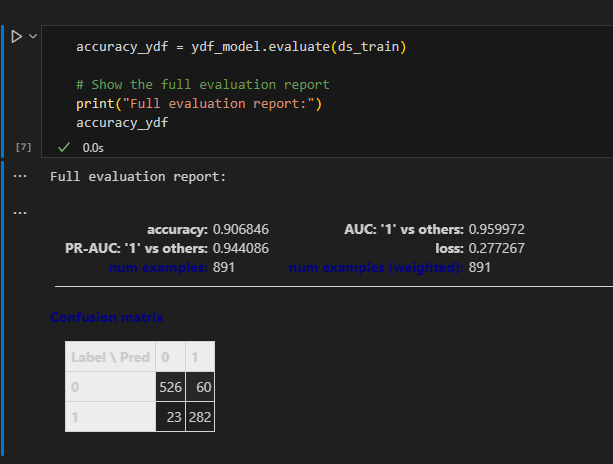 accuracy_ydf = ydf_model.evaluate(ds_train)
# Show the full evaluation report
print("Full evaluation report:")
accuracy_ydf
[7] 0.0s
... Full evaluation report:
...
accuracy: 0.906846 AUC: '1' vs others: 0.959972
PR-AUC: '1' vs others: 0.944086 loss: 0.277267
num examples: 891 num examples (weighted): 891
Confusion matrix
Label \ Pred 0 1
0 526 60
1 23 282